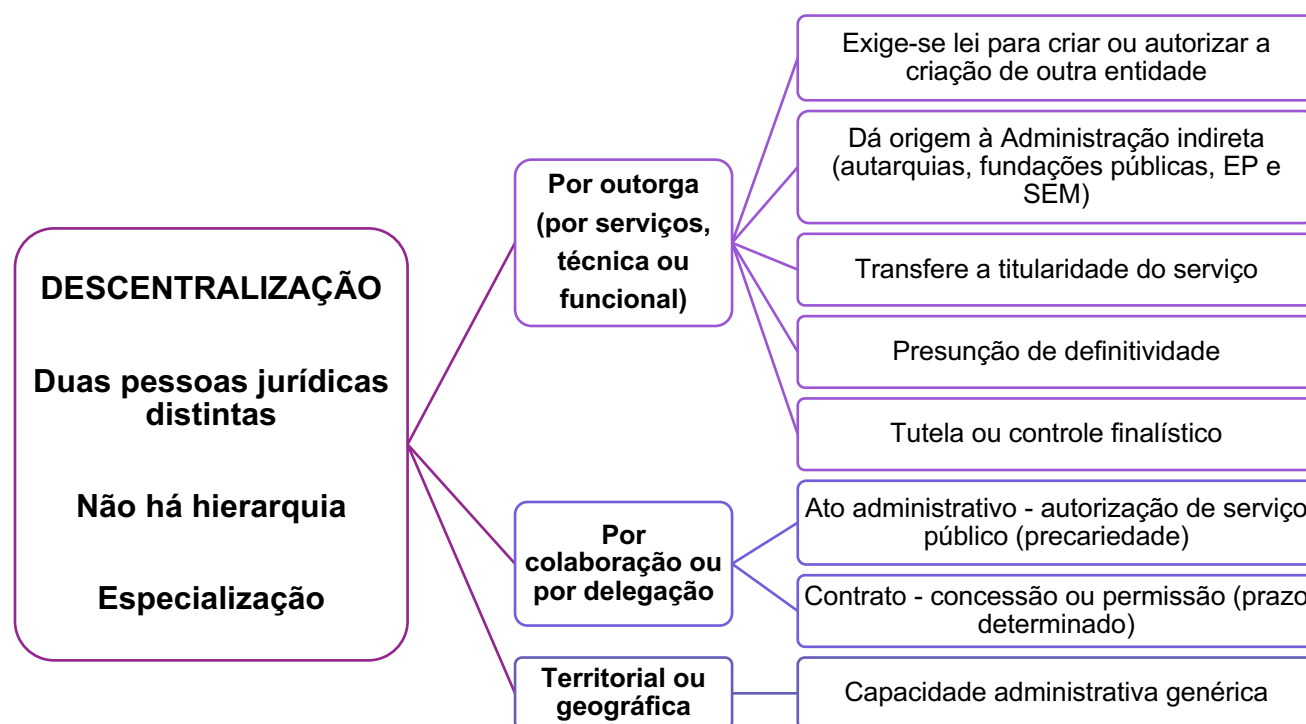 DESCENTRALIZAÇÃO
Duas pessoas jurídicas
distintas
Não há hierarquia
Especialização
Por outorga
(por serviços,
técnica ou
funcional)
Exige-se lei para criar ou autorizar a
criação de outra entidade
Dá origem à Administração indireta
(autarquias, fundações públicas, EP e
SEM)
Transfere a titularidade do serviço
Presunção de definitividade
Tutela ou controle finalístico
Por
colaboração ou
por delegação
Ato administrativo - autorização de serviço
público (precariedade)
Contrato - concessão ou permissão (prazo
determinado)
Territorial ou
geográfica
Capacidade administrativa genérica